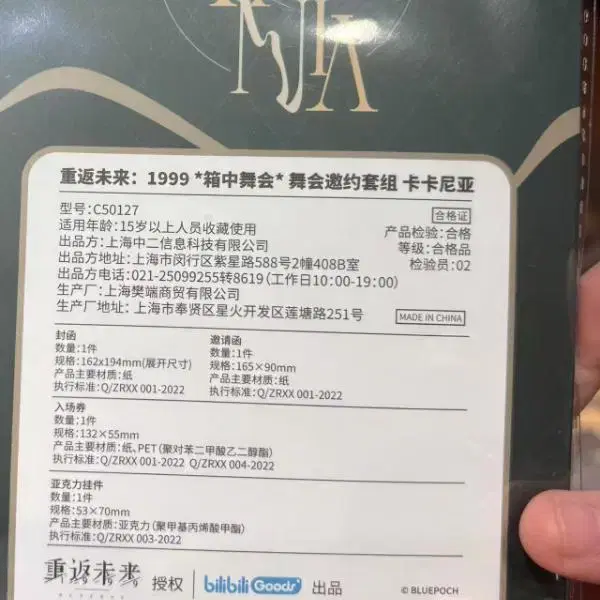 重返未来：1999 *箱中舞会* 舞会邀约套组 卡卡尼亚
型号：C50127
合格证
适用年龄：15岁以上人员收藏使用
产品检验：合格
出品方：上海中二信息科技有限公司
等级：合格品
出品方地址：上海市闵行区紫星路588号2幢408B室
检验员：02
出品方电话：021-25099255转8619（工作日10:00-19:00）
生产厂：上海樊端商贸有限公司
生产厂地址：上海市奉贤区星火开发区莲塘路251号
MADE IN CHINA
封函
数量：1件
规格：162x194mm(展开尺寸)
产品主要材质：纸
执行标准：Q/ZRXX 001-2022
邀请函
数量：1件
规格：165×90mm
产品主要材质：纸
执行标准：Q/ZRXX 001-2022
入场券
数量：1件
规格：132×55mm
产品主要材质：纸、PET（聚对苯二甲酸乙二醇酯）
执行标准：Q/ZRXX 001-2022 Q/ZRXX 004-2022
亚克力挂件
数量：1件
规格：53×70mm
产品主要材质：亚克力（聚甲基丙烯酸甲酯）
执行标准：Q/ZRXX 003-2022
重返未来 授权 bilibili Goods 出品
© BLUEPOCH